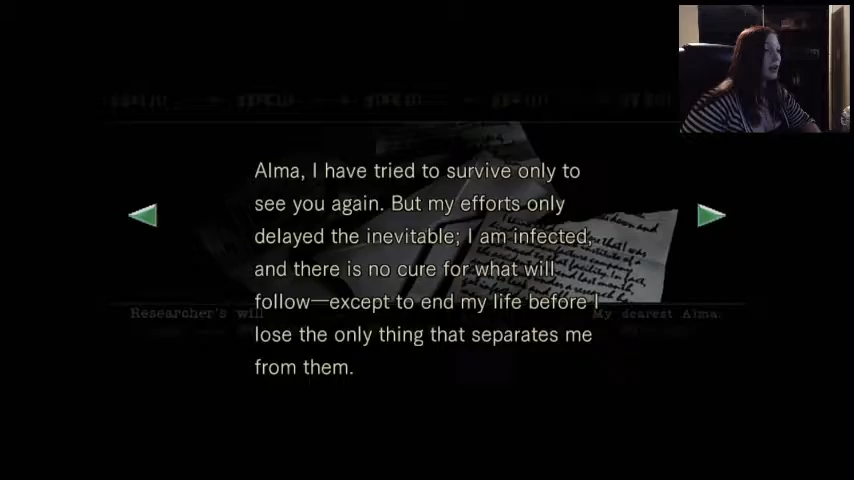 Alma, I have tried to survive only to
see you again. But my efforts only
delayed the inevitable; I am infected,
and there is no cure for what will
follow—except to end my life before I
lose the only thing that separates me
from them.
Researcher's will
My dearest Alma.